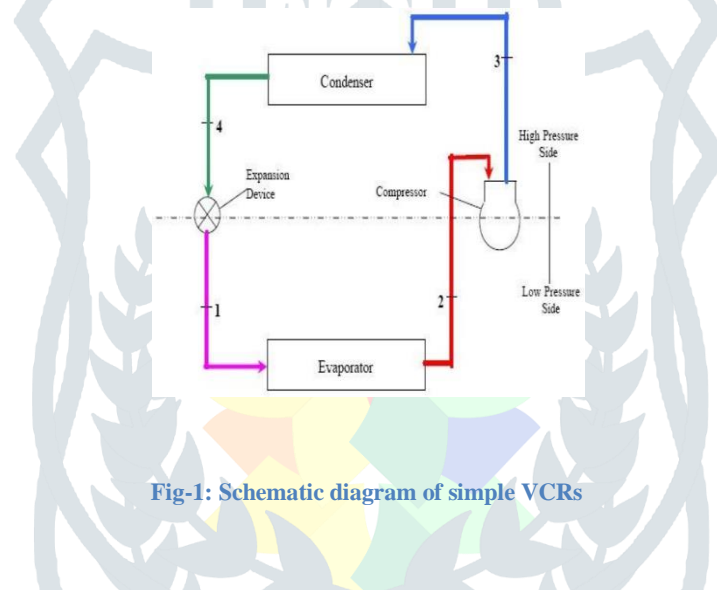 Condenser
3
4
High Pressure
Side
Expansion
Device
Compressor
1
2
Low Pressure
Side
Evaporator
Fig-1: Schematic diagram of simple VCRs